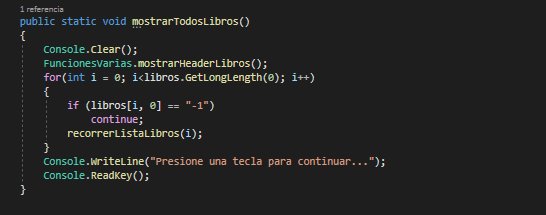 1 referencia
public static void mostrarTodosLibros()
{
Console.Clear();
FuncionesVarias.mostrarHeaderLibros();
for(int i = 0; i<libros.GetLongLength(0); i++)
{
if (libros[i, 0] == "-1")
continue;
recorrerListaLibros(i);
}
Console.WriteLine("Presione una tecla para continuar...");
Console.ReadKey();
}